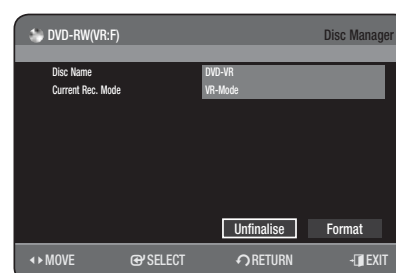 DVD-RW(VR:F) Disc Manager
Disc Name DVD-VR
Current Rec. Mode VR-Mode
Unfinalise Format
MOVE SELECT RETURN EXIT